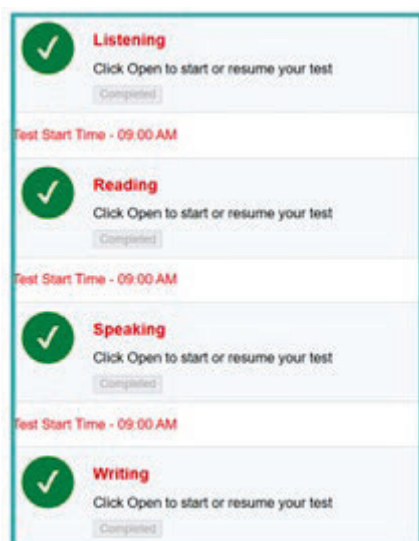 Listening
Click Open to start or resume your test
Completed
Test Start Time - 09:00 AM
Reading
Click Open to start or resume your test
Completed
Test Start Time - 09:00 AM
Speaking
Click Open to start or resume your test
Completed
Test Start Time - 09:00 AM
Writing
Click Open to start or resume your test
Completed